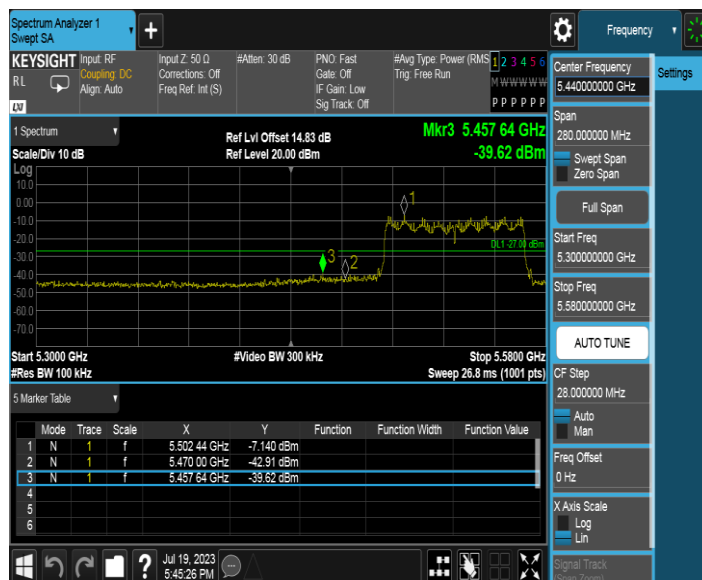 Spectrum Analyzer 1
Swept SA
+
Frequency
KEYSIGHT
RL
LXI
Input: RF
Coupling: DC
Align: Auto
Input Z: 50 Ω
Corrections: Off
Freq Ref: Int (S)
#Atten: 30 dB
PNO: Fast
Gate: Off
IF Gain: Low
Sig Track: Off
#Avg Type: Power (RMS
Trig: Free Run
1 2 3 4 5 6
M W W W W W
P P P P P P
1 Spectrum
Scale/Div 10 dB
Ref Lvl Offset 14.83 dB
Ref Level 20.00 dBm
Mkr3 5.457 64 GHz
-39.62 dBm
Log
10.0
0.00
-10.0
-20.0
-30.0
-40.0
-50.0
-60.0
-70.0
1
2
3
DL1 -27.00 dBm
Start 5.3000 GHz
#Res BW 100 kHz
#Video BW 300 kHz
Stop 5.5800 GHz
Sweep 26.8 ms (1001 pts)
5 Marker Table
Mode Trace Scale X Y Function Function Width Function Value
1 N 1 f 5.502 44 GHz -7.140 dBm
2 N 1 f 5.470 00 GHz -42.91 dBm
3 N 1 f 5.457 64 GHz -39.62 dBm
4
5
6
?
Jul 19, 2023
5:45:26 PM
Center Frequency
5.440000000 GHz
Settings
Span
280.000000 MHz
Swept Span
Zero Span
Full Span
Start Freq
5.300000000 GHz
Stop Freq
5.580000000 GHz
AUTO TUNE
CF Step
28.000000 MHz
Auto
Man
Freq Offset
0 Hz
X Axis Scale
Log
Lin
Signal Track
(Span Zoom)